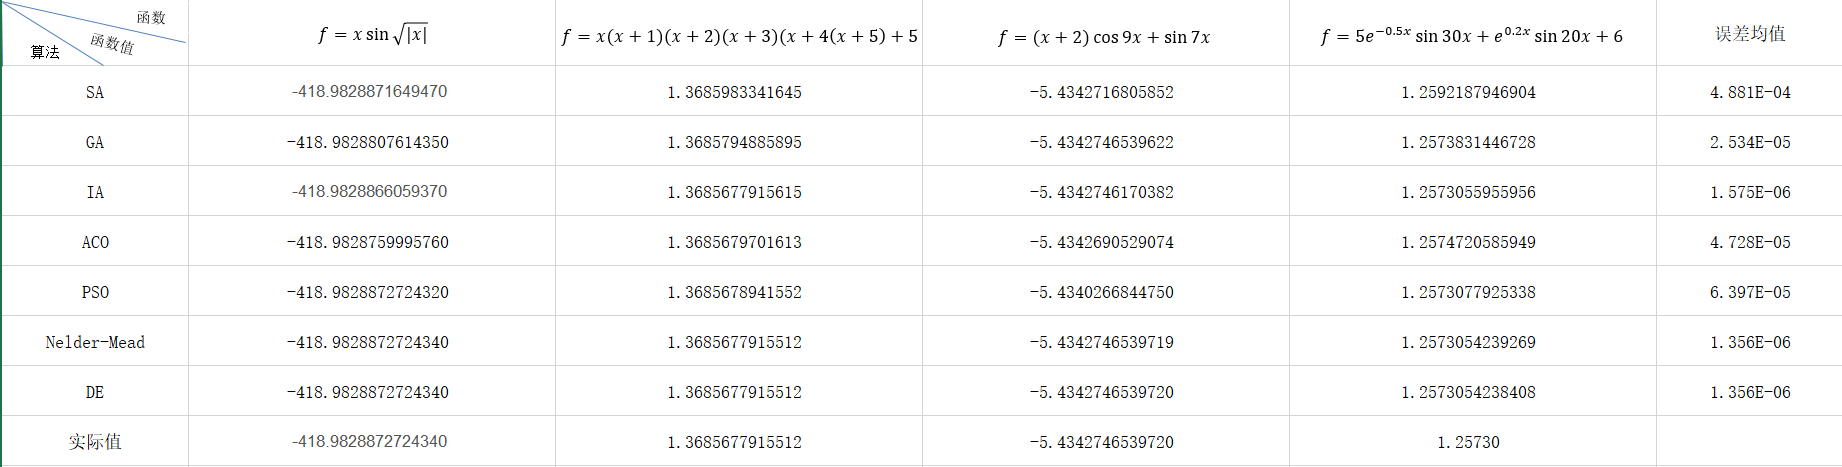 函数
函数值
算法
f = x sin √|x|
f = x(x + 1)(x + 2)(x + 3)(x + 4(x + 5) + 5
f = (x + 2) cos 9x + sin 7x
f = 5e^{−0.5x} sin 30x + e^{0.2x} sin 20x + 6
误差均值
SA -418.9828871649470 1.3685983341645 -5.4342716805852 1.2592187946904 4.881E-04
GA -418.9828807614350 1.3685794885895 -5.4342746539622 1.2573831446728 2.534E-05
IA -418.9828866059370 1.3685677915615 -5.4342746170382 1.2573055955956 1.575E-06
ACO -418.9828759995760 1.3685679701613 -5.4342690529074 1.2574720585949 4.728E-05
PSO -418.9828872724320 1.3685678941552 -5.4340266844750 1.2573077925338 6.397E-05
Nelder-Mead -418.9828872724340 1.3685677915512 -5.4342746539719 1.2573054239269 1.356E-06
DE -418.9828872724340 1.3685677915512 -5.4342746539720 1.2573054238408 1.356E-06
实际值 -418.9828872724340 1.3685677915512 -5.4342746539720 1.25730